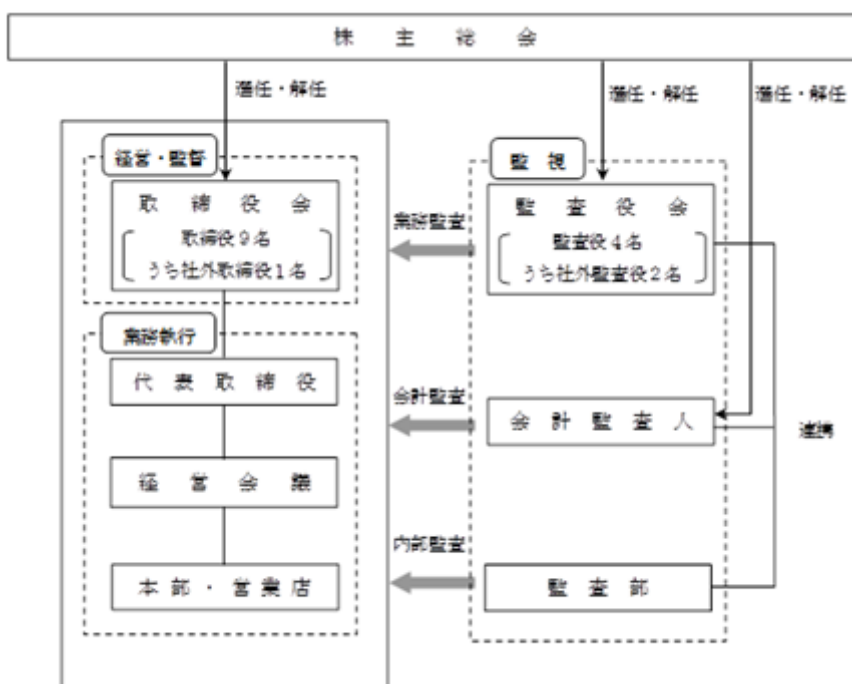 株主総会
選任・解任
選任・解任
選任・解任
経営・監督
監視
取締役会
取締役9名
うち社外取締役1名
業務監査
監査役会
監査役4名
うち社外監査役2名
業務執行
代表取締役
会計監査
会計監査人
連携
経営会議
内部監査
本部・営業店
監査部